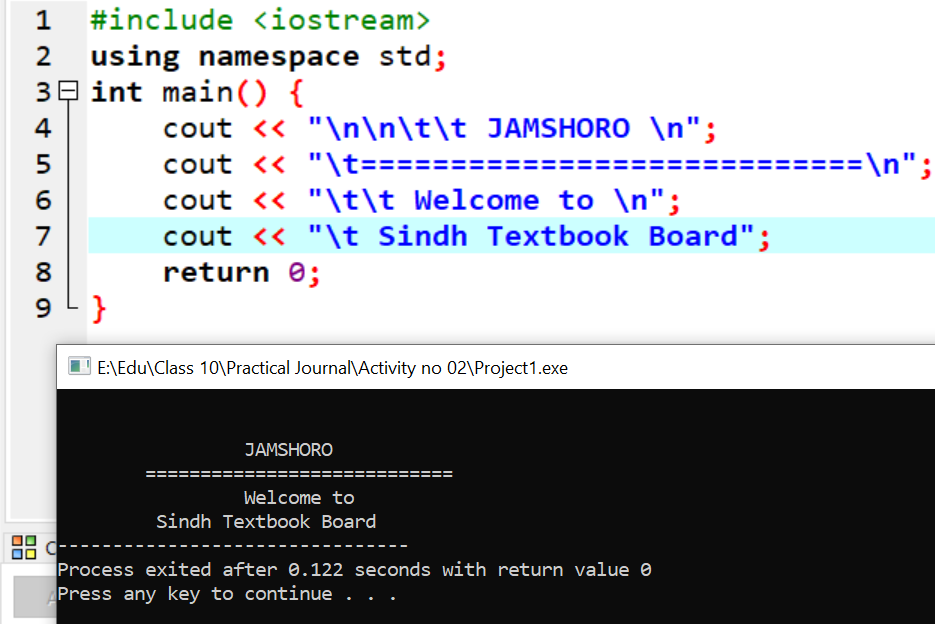 1 #include <iostream>
2 using namespace std;
3 int main() {
4 cout << "\n\n\t\t JAMSHORO \n";
5 cout << "\t============================\n";
6 cout << "\t\t Welcome to \n";
7 cout << "\t Sindh Textbook Board";
8 return 0;
9 }
E:\Edu\Class 10\Practical Journal\Activity no 02\Project1.exe
JAMSHORO
============================
Welcome to
Sindh Textbook Board
--------------------------------
Process exited after 0.122 seconds with return value 0
Press any key to continue . . .